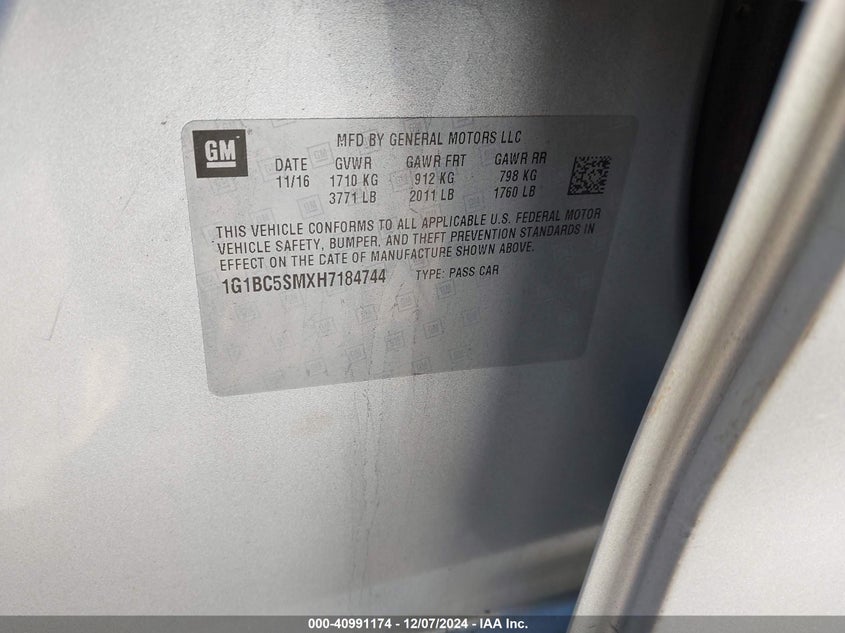 GM
MFD BY GENERAL MOTORS LLC
DATE GVWR GAWR FRT GAWR RR
11/16 1710 KG 912 KG 798 KG
3771 LB 2011 LB 1760 LB
THIS VEHICLE CONFORMS TO ALL APPLICABLE U.S. FEDERAL MOTOR
VEHICLE SAFETY, BUMPER, AND THEFT PREVENTION STANDARDS IN
EFFECT ON THE DATE OF MANUFACTURE SHOWN ABOVE.
1G1BC5SMXH7184744 TYPE: PASS CAR
000-40991174 - 12/07/2024 - IAA Inc.